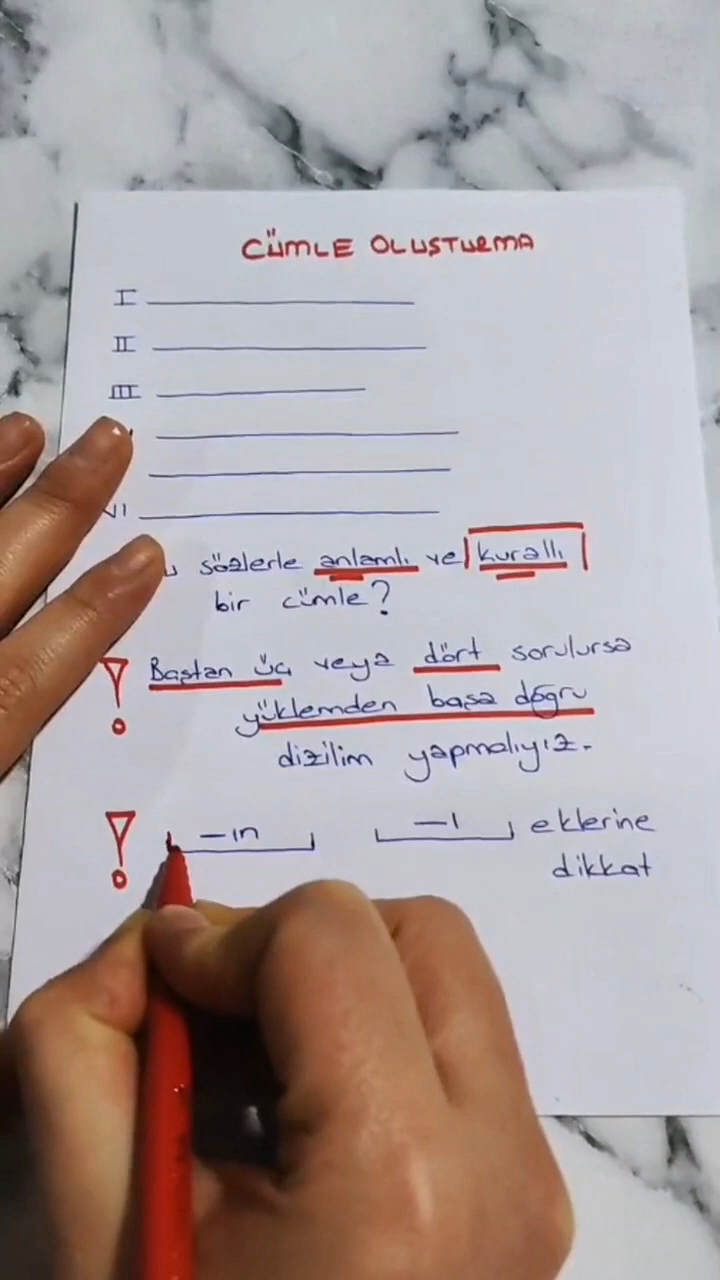 CÜMLE OLUŞTURMA
I
II
III
VI
sözlerle anlamlı ve kurallı
bir cümle?
! Baştan üç veya dört sorulursa
yüklemden başa doğru
dizilim yapmalıyız.
! -ın -ı eklerine
dikkat